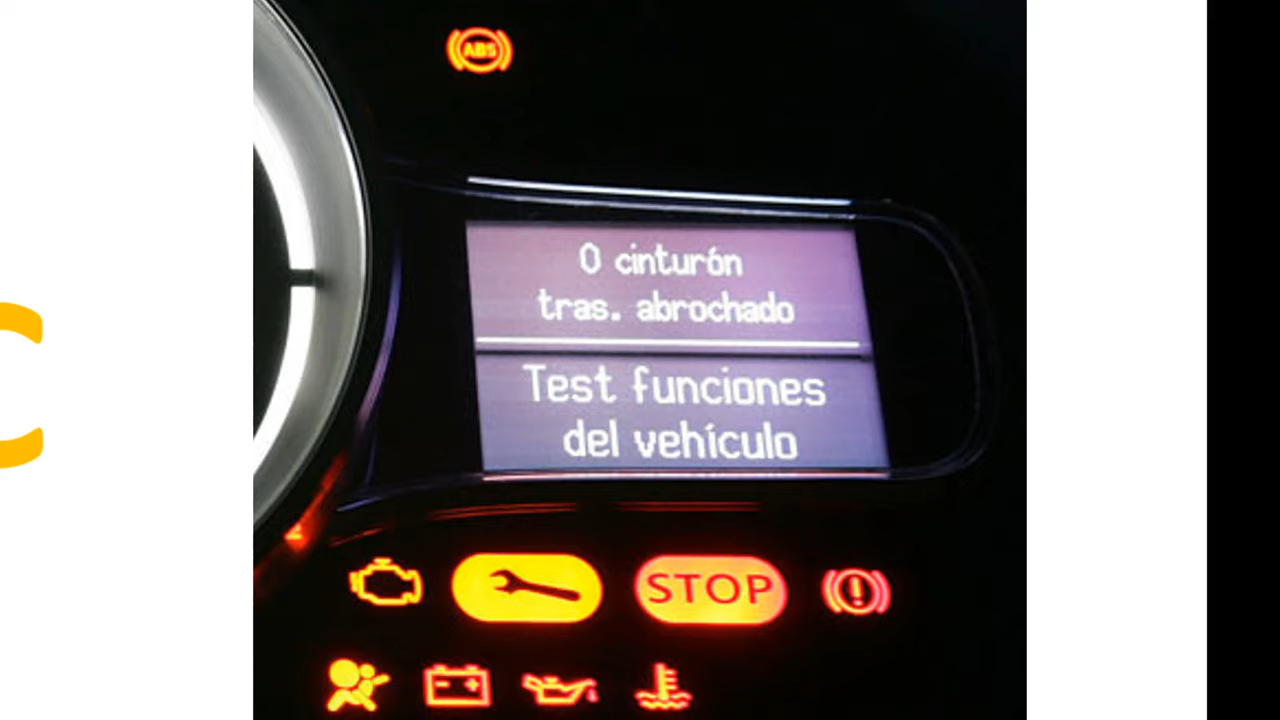 ABS
0 cinturón
tras. abrochado
Test funciones
del vehículo
STOP